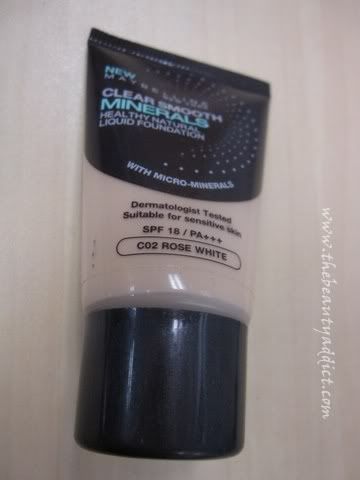 NEW
MAYBELLINE
CLEAR SMOOTH
MINERALS
HEALTHY NATURAL
LIQUID FOUNDATION
WITH MICRO-MINERALS
Dermatologist Tested
Suitable for sensitive skin
SPF 18 / PA+++
C02 ROSE WHITE
www.thebeautyaddict.com